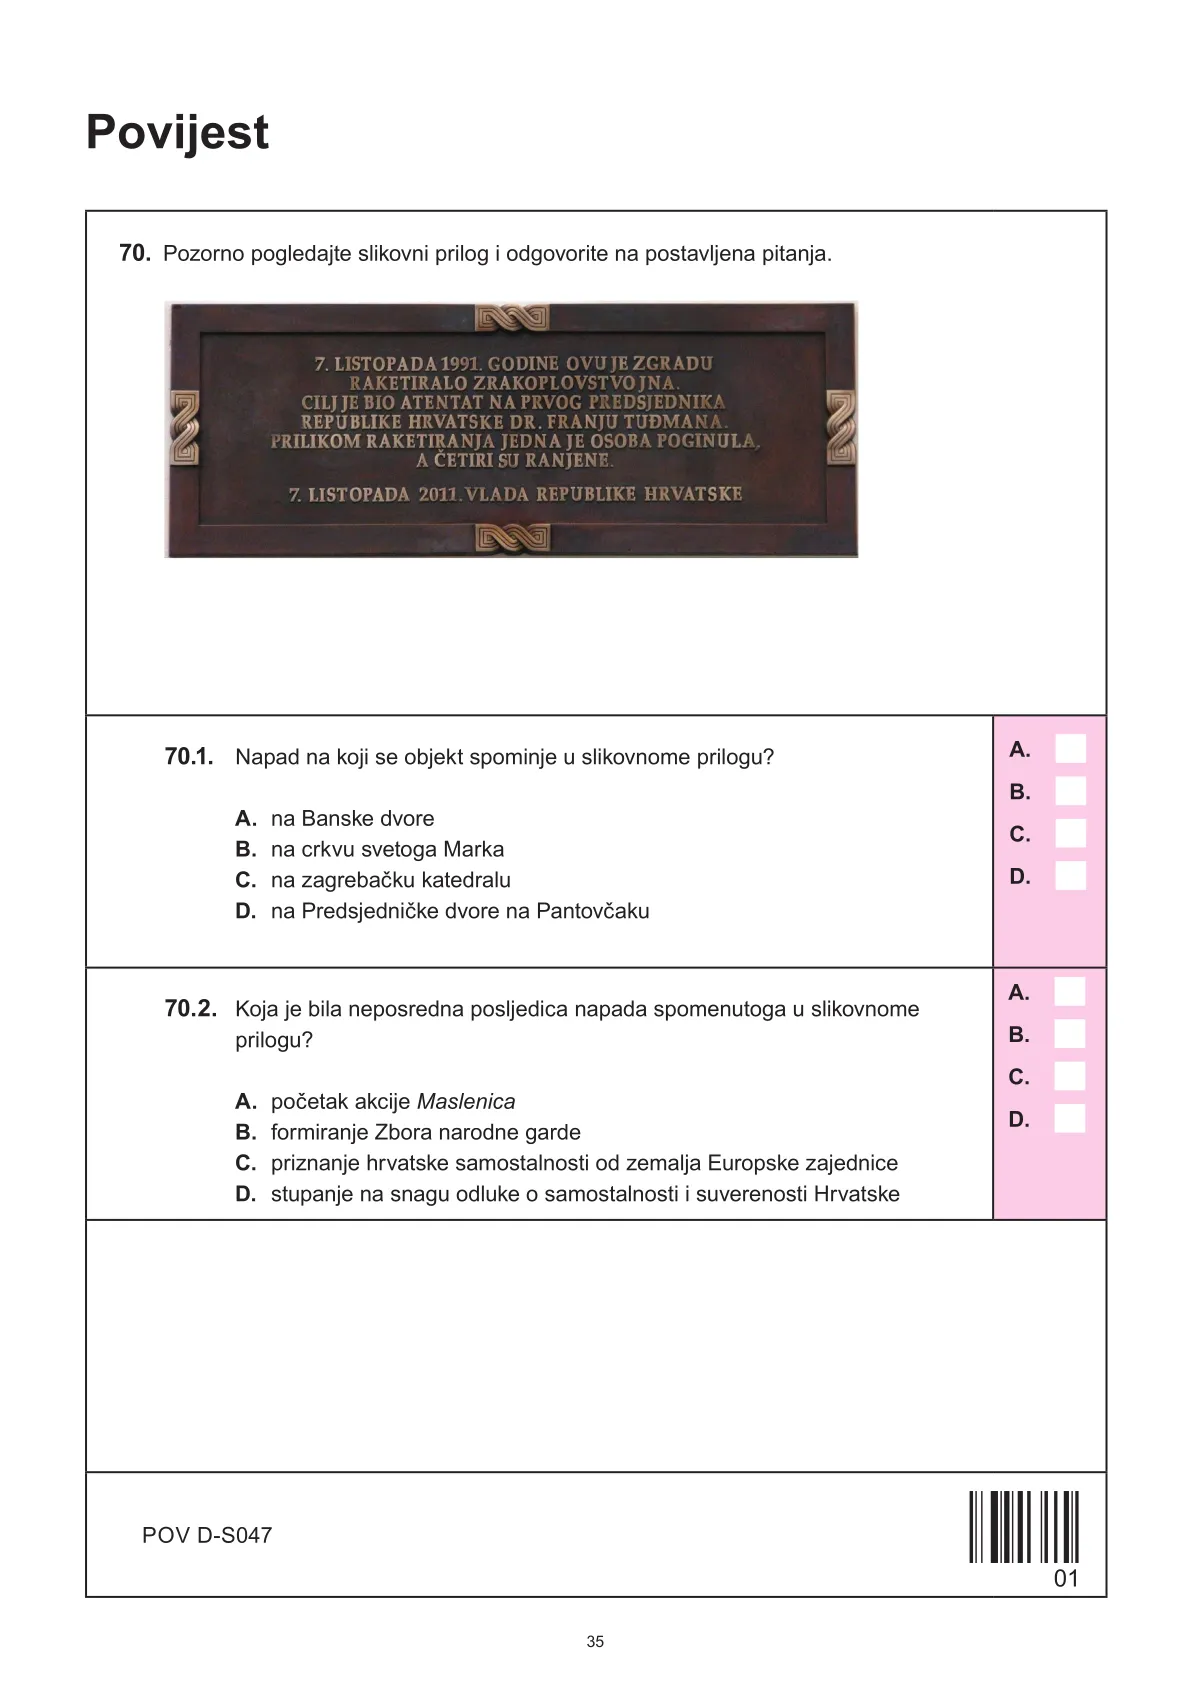 Povijest
70. Pozorno pogledajte slikovni prilog i odgovorite na postavljena pitanja.
7. LISTOPADA 1991. GODINE OVU JE ZGRADU
RAKETIRALO ZRAKOPLOVSTVO JNA.
CILJ JE BIO ATENTAT NA PRVOG PREDSJEDNIKA
REPUBLIKE HRVATSKE DR. FRANJU TUĐMANA.
PRILIKOM RAKETIRANJA JEDNA JE OSOBA POGINULA,
A ČETIRI SU RANJENE.
7. LISTOPADA 2011. VLADA REPUBLIKE HRVATSKE
70.1. Napad na koji se objekt spominje u slikovnome prilogu?
A. na Banske dvore
B. na crkvu svetoga Marka
C. na zagrebačku katedralu
D. na Predsjedničke dvore na Pantovčaku
A.
B.
C.
D.
70.2. Koja je bila neposredna posljedica napada spomenutoga u slikovnome
prilogu?
A. početak akcije Maslenica
B. formiranje Zbora narodne garde
C. priznanje hrvatske samostalnosti od zemalja Europske zajednice
D. stupanje na snagu odluke o samostalnosti i suverenosti Hrvatske
A.
B.
C.
D.
POV D-S047
01
35